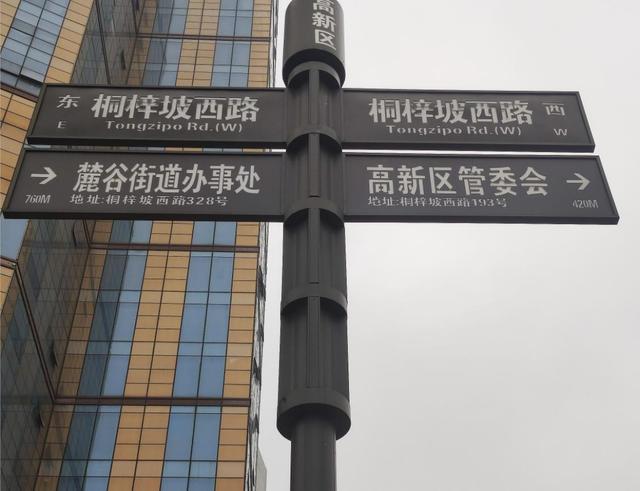 高新区
东 桐梓坡西路
E Tongzipo Rd.(W)
桐梓坡西路 西
Tongzipo Rd.(W) W
→ 麓谷街道办事处
760M 地址:桐梓坡西路328号
高新区管委会 →
地址:桐梓坡西路193号 420M